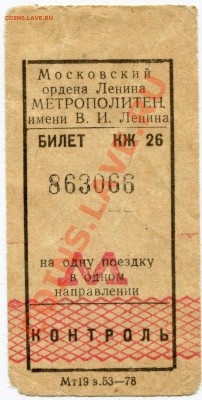 COINS.LAVE.RU
Московский
ордена Ленина
МЕТРОПОЛИТЕН
имени В. И. Ленина
БИЛЕТ КЖ 26
863066
М
на одну поездку
в одном
направлении
КОНТРОЛЬ
Мт19 з.53—78